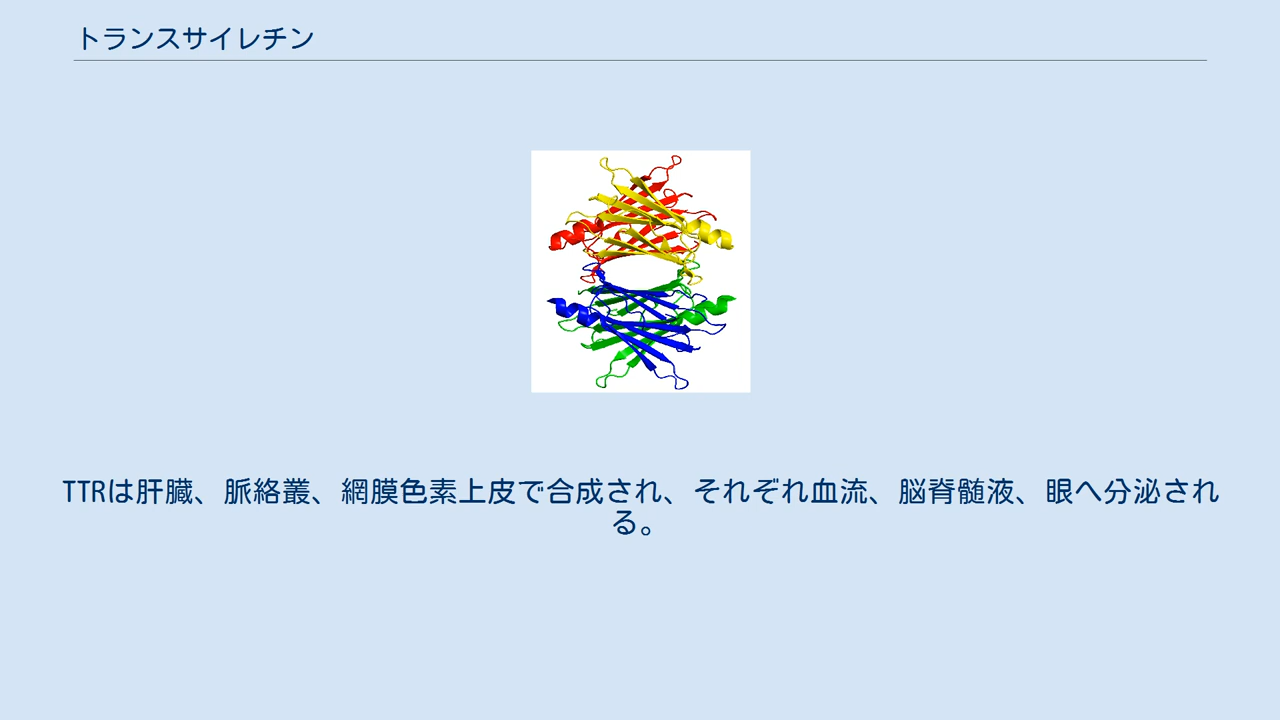 トランスサイレチン
TTRは肝臓、脈絡叢、網膜色素上皮で合成され、それぞれ血流、脳脊髄液、眼へ分泌され
る。